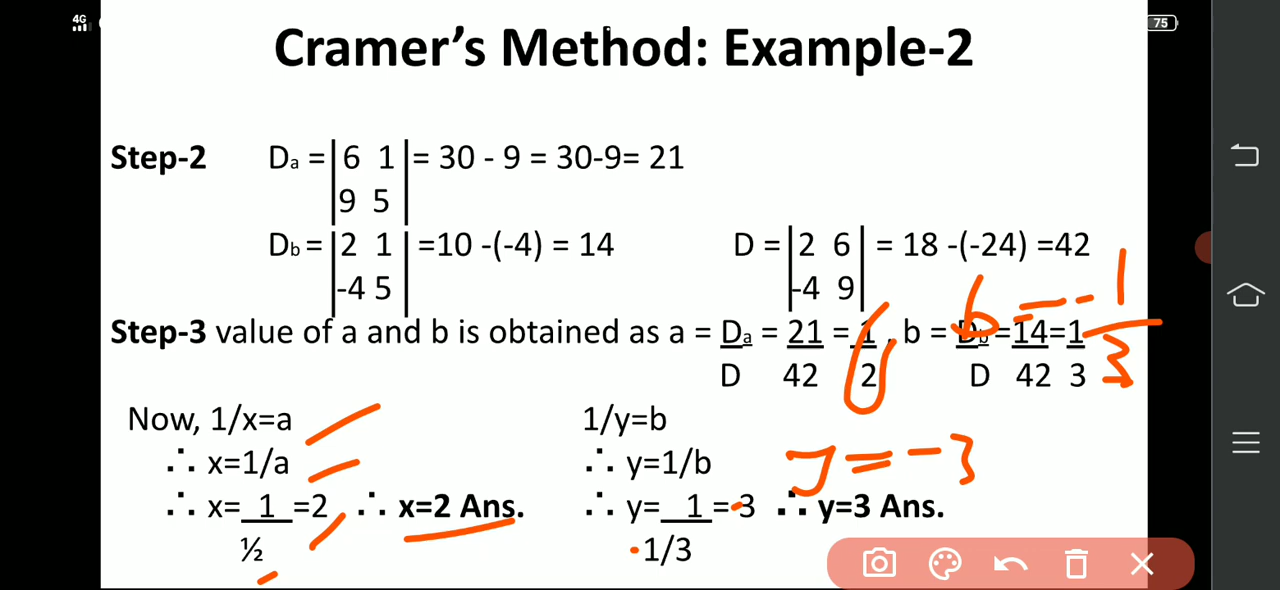 4G
75
Cramer's Method: Example-2
Step-2 Da = |6 1| = 30 - 9 = 30-9= 21
|9 5|
Db = |2 1| =10 -(-4) = 14 D = |2 6| = 18 -(-24) =42
|-4 5| |-4 9|
b = - 1
3
Step-3 value of a and b is obtained as a = Da = 21 = 1 , b = Db =14=1
D 42 2 D 42 3
Now, 1/x=a 1/y=b
∴ x=1/a ∴ y=1/b y = -3
∴ x= 1 =2 ∴ x=2 Ans. ∴ y= 1 =-3 ∴ y=3 Ans.
½ -1/3